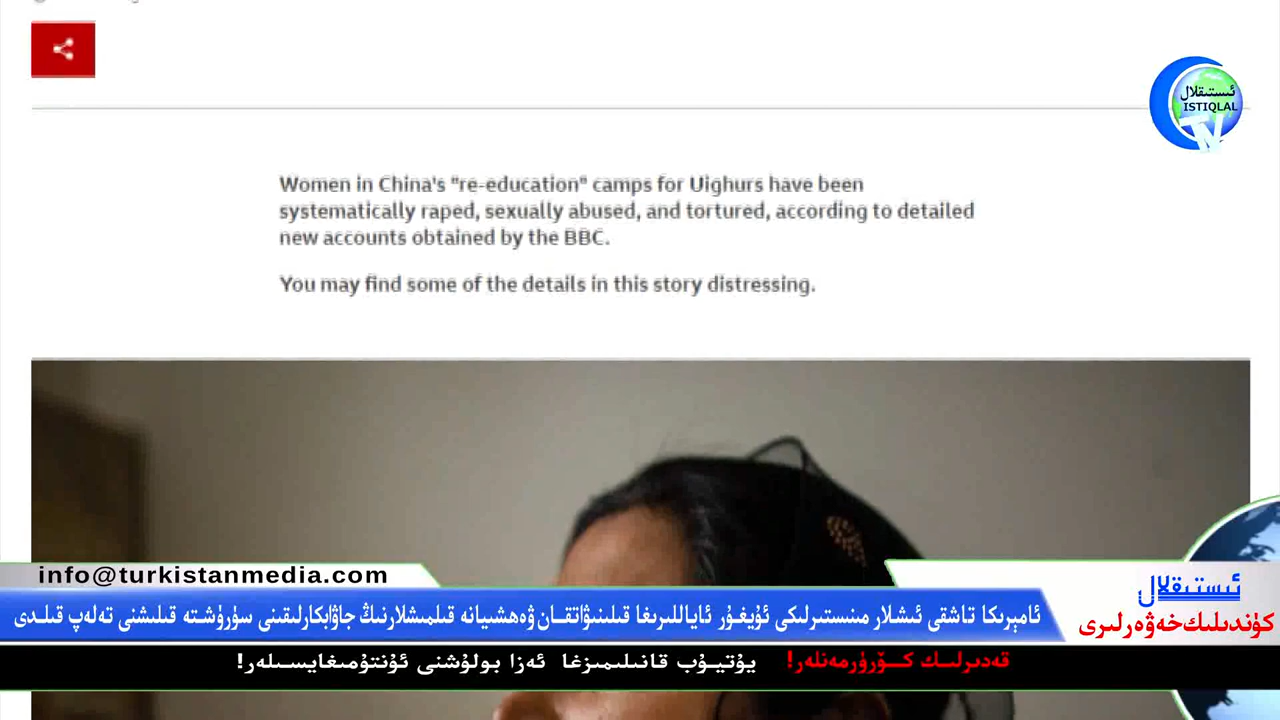 ئىستىقلال
ISTIQLAL
TV
Women in China's "re-education" camps for Uighurs have been
systematically raped, sexually abused, and tortured, according to detailed
new accounts obtained by the BBC.
You may find some of the details in this story distressing.
info@turkistanmedia.com
ئىستىقلال
كۈندىلىك خەۋەرلىرى
ئامېرىكا تاشقى ئىشلار مىنىستىرلىكى ئۇيغۇر ئاياللىرىغا قىلىنىۋاتقان ۋەھشىيانە قىلمىشلارنىڭ جاۋابكارلىقىنى سۈرۈشتە قىلىشنى تەلەپ قىلدى
قەدىرلىك كۆرۈرمەنلەر! يۇتيۇب قانىلىمىزغا ئەزا بولۇشنى ئۇنتۇمىغايسىلەر!